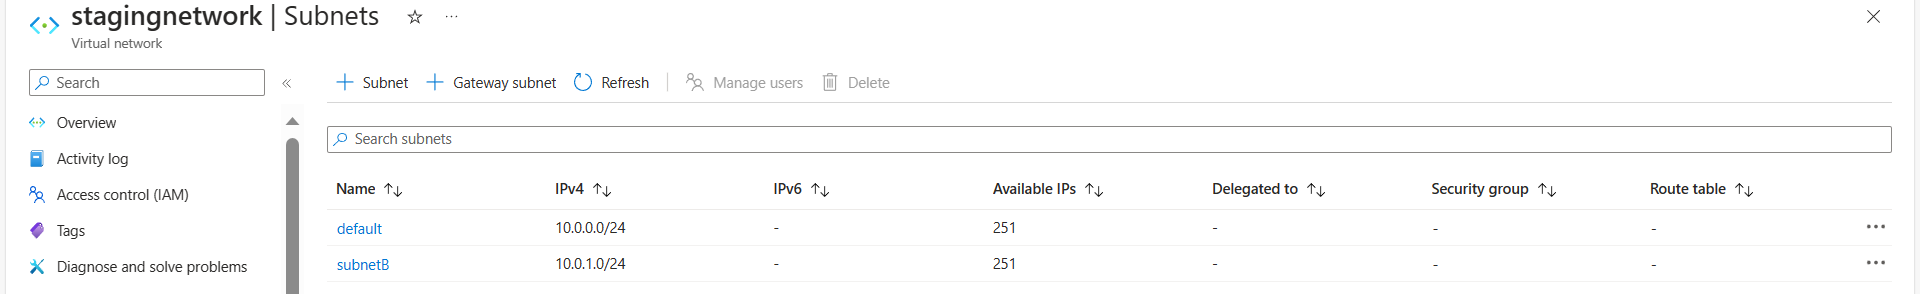 stagingnetwork | Subnets
Virtual network
Search
Overview
Activity log
Access control (IAM)
Tags
Diagnose and solve problems
Subnet Gateway subnet Refresh Manage users Delete
Search subnets
Name IPv4 IPv6 Available IPs Delegated to Security group Route table
default 10.0.0.0/24 - 251 - - -
subnetB 10.0.1.0/24 - 251 - - -